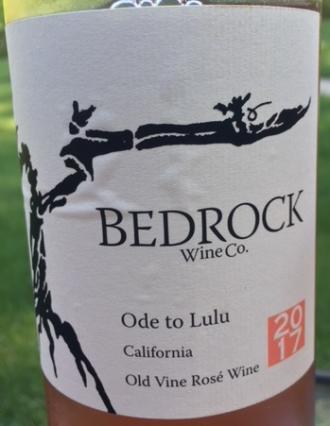 BEDROCK
Wine Co.
Ode to Lulu
20
17
California
Old Vine Rosé Wine